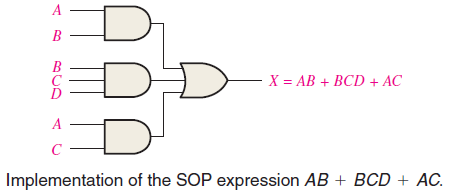 A
B
B
C
D
X = AB + BCD + AC
A
C
Implementation of the SOP expression AB + BCD + AC.